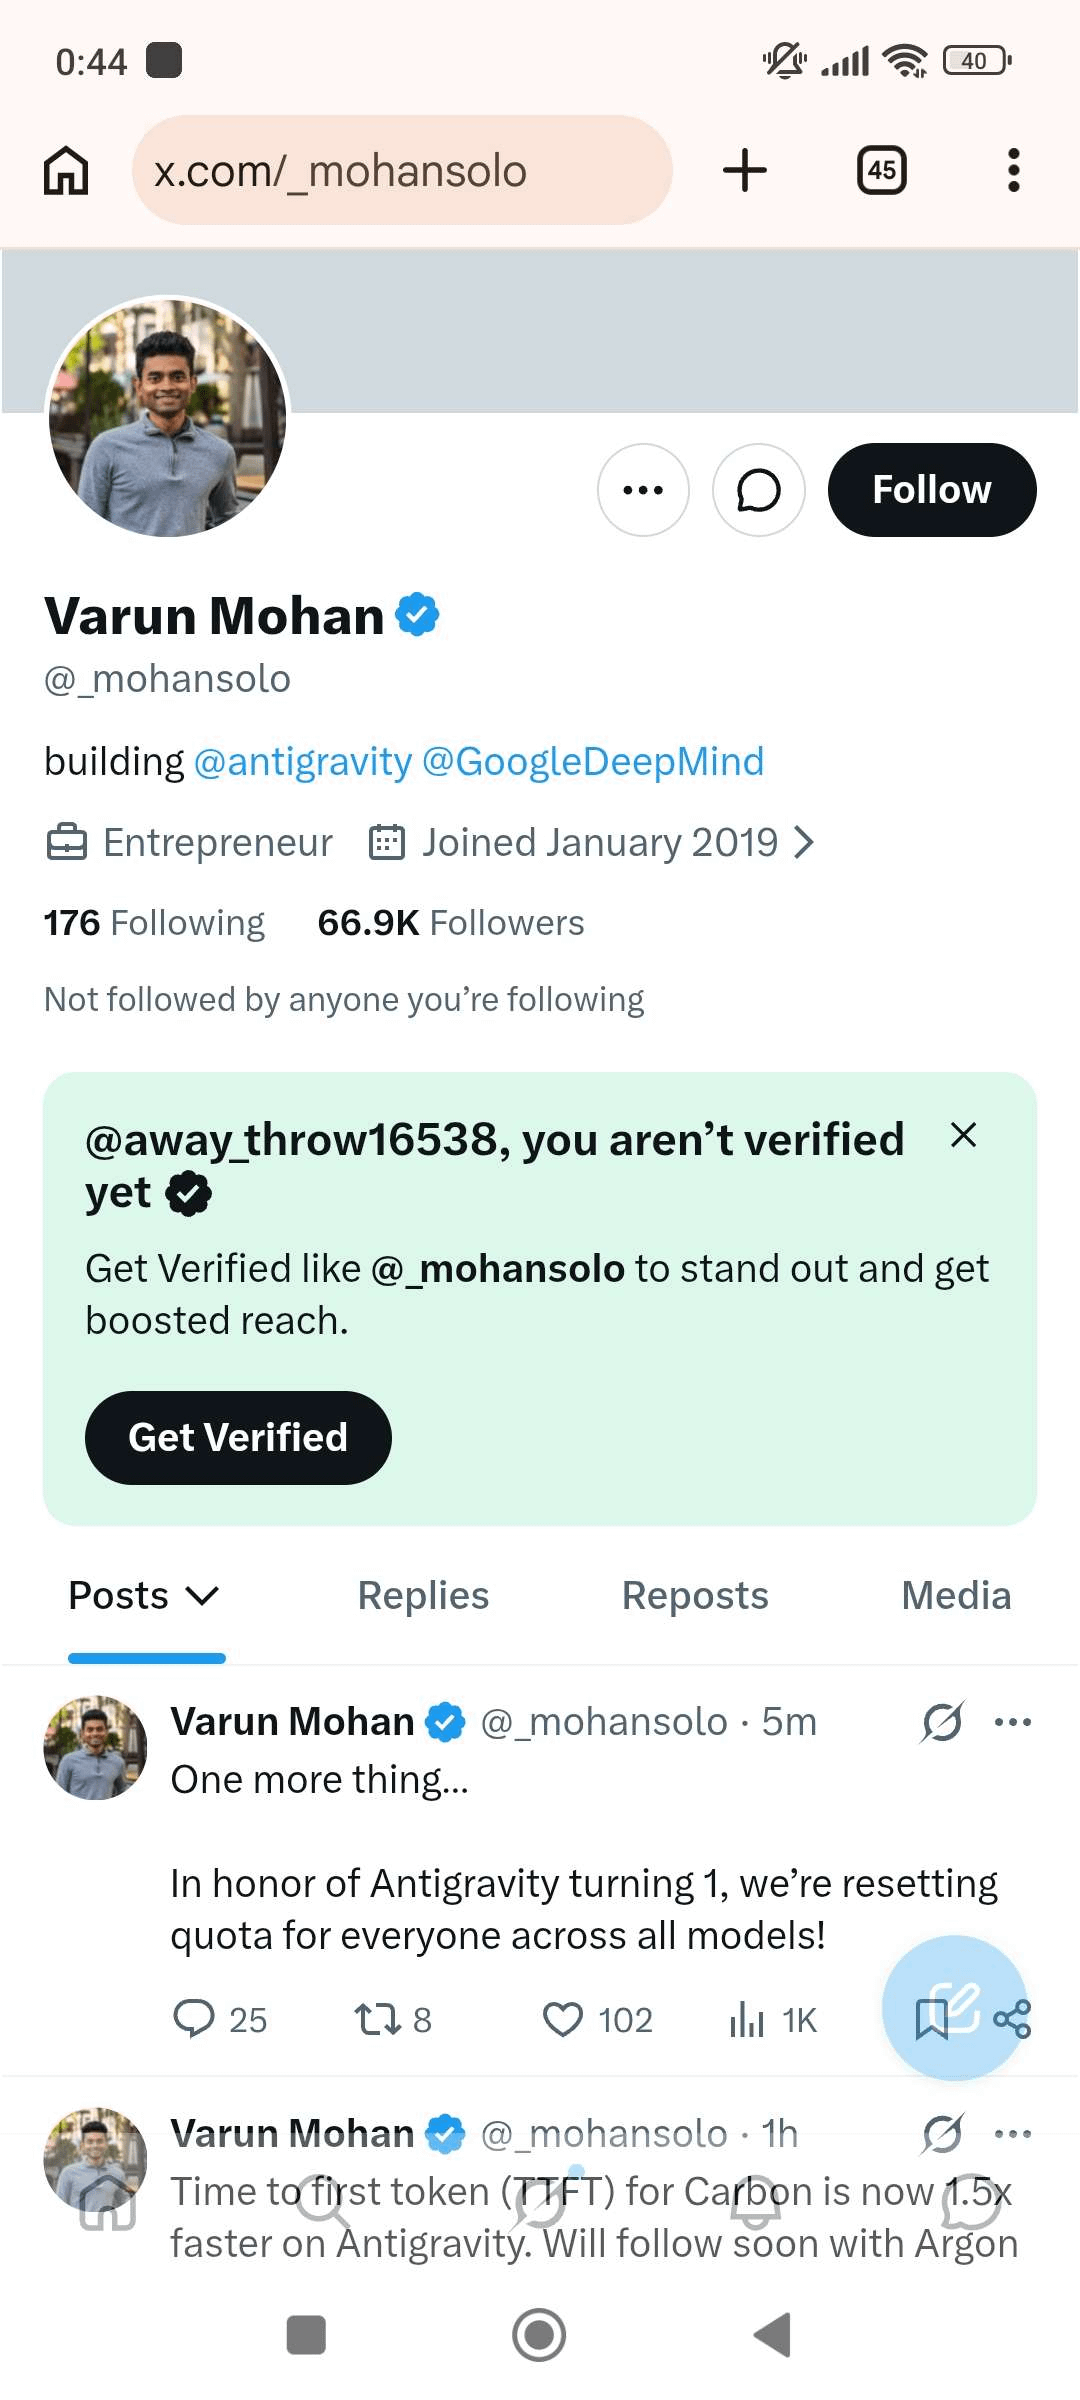 0:44
40
x.com/_mohansolo
45
Follow
Varun Mohan
@_mohansolo
building @antigravity @GoogleDeepMind
Entrepreneur Joined January 2019
176 Following 66.9K Followers
Not followed by anyone you’re following
@away_throw16538, you aren’t verified
yet
Get Verified like @_mohansolo to stand out and get
boosted reach.
Get Verified
Posts Replies Reposts Media
Varun Mohan @_mohansolo · 5m
One more thing...
In honor of Antigravity turning 1, we’re resetting
quota for everyone across all models!
25 8 102 1K
Varun Mohan @_mohansolo · 1h
Time to first token (TTFT) for Carbon is now 1.5x
faster on Antigravity. Will follow soon with Argon